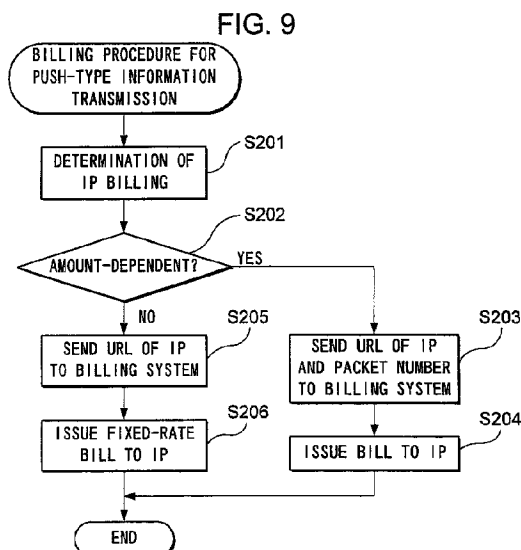 FIG. 9
BILLING PROCEDURE FOR
PUSH-TYPE INFORMATION
TRANSMISSION
S201
DETERMINATION OF
IP BILLING
S202
AMOUNT-DEPENDENT?
YES
NO
S205
SEND URL OF IP
TO BILLING SYSTEM
S203
SEND URL OF IP
AND PACKET NUMBER
TO BILLING SYSTEM
S206
ISSUE FIXED-RATE
BILL TO IP
S204
ISSUE BILL TO IP
END